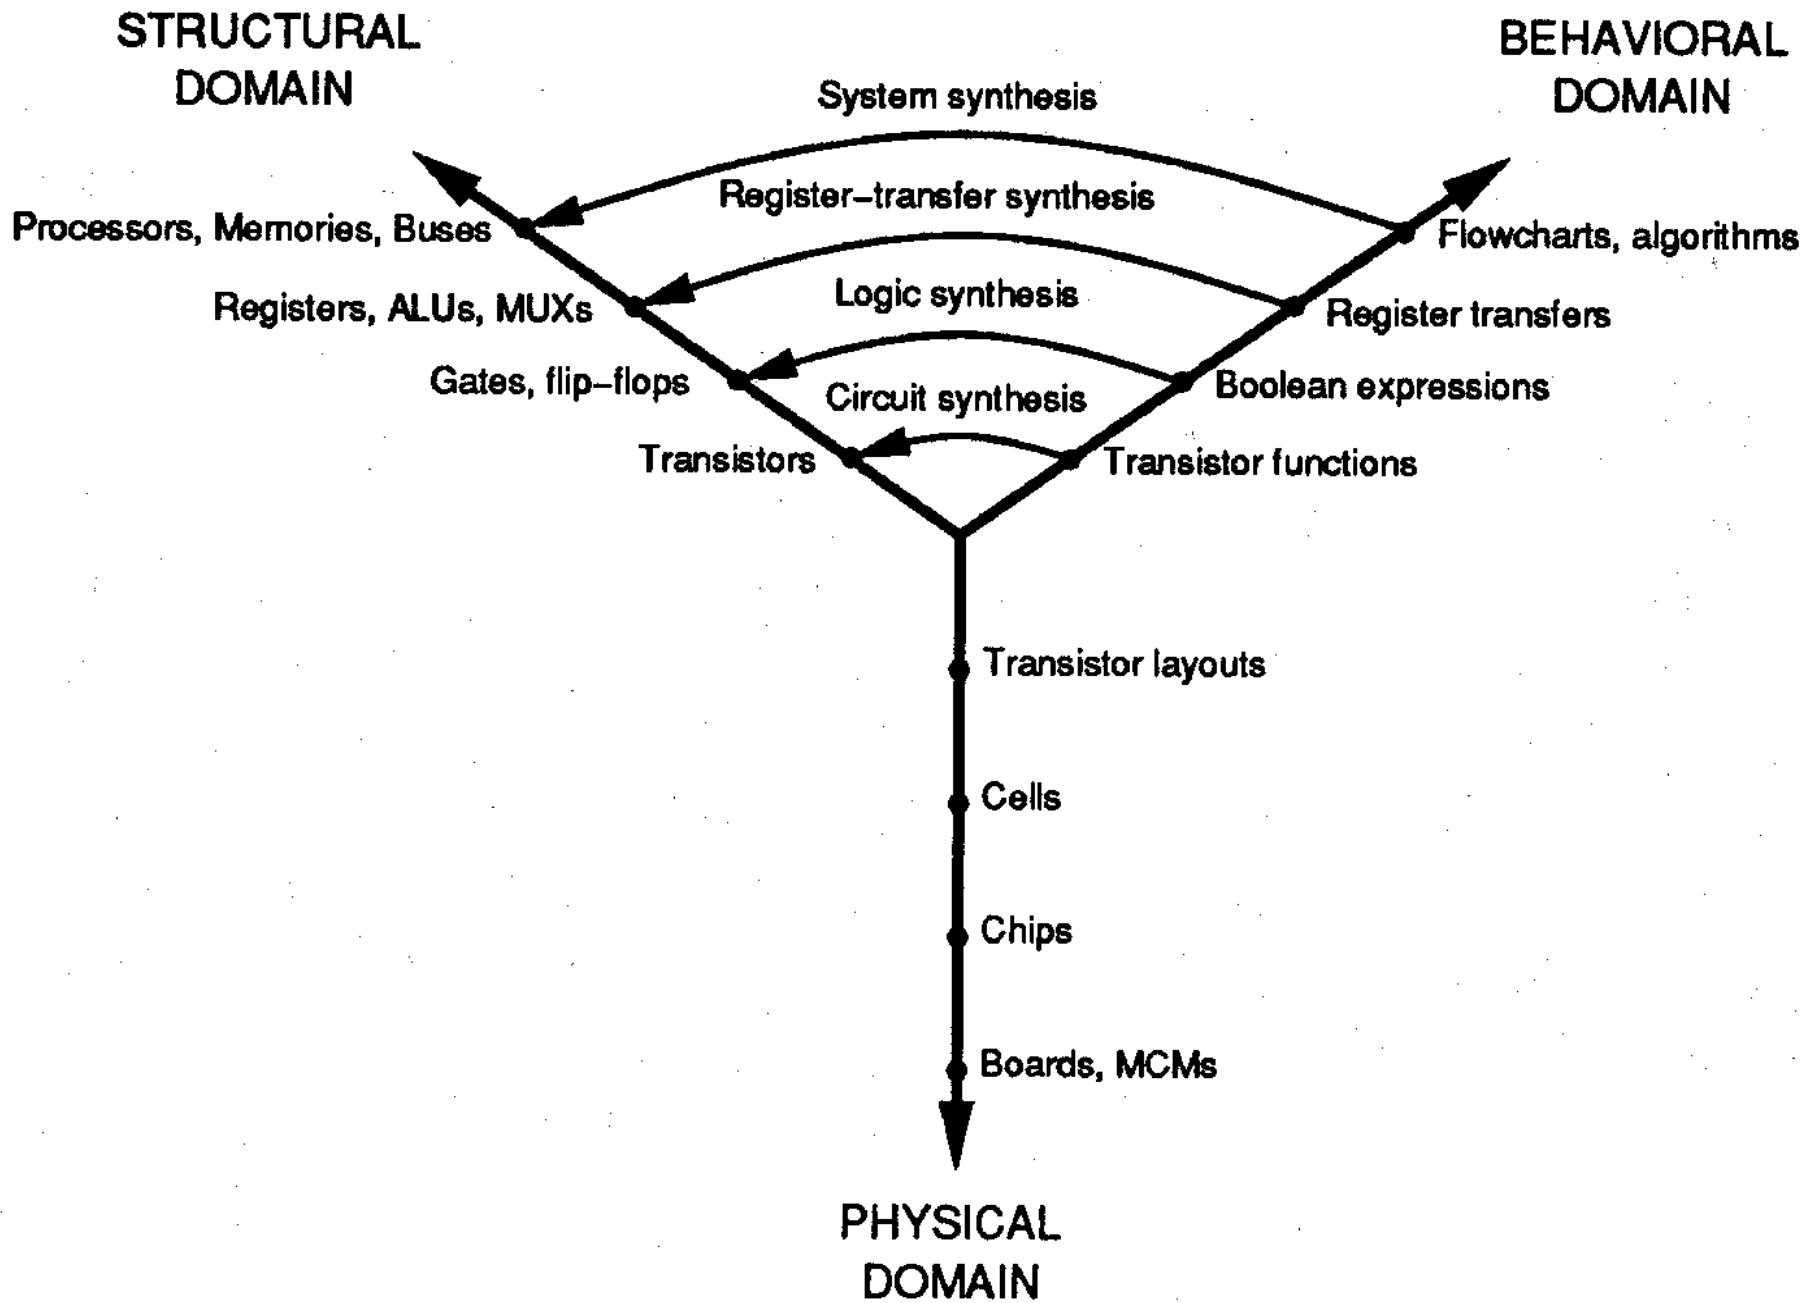 STRUCTURAL
DOMAIN
BEHAVIORAL
DOMAIN
System synthesis
Register-transfer synthesis
Processors, Memories, Buses
Flowcharts, algorithms
Logic synthesis
Registers, ALUs, MUXs
Register transfers
Gates, flip-flops
Boolean expressions
Circuit synthesis
Transistors
Transistor functions
Transistor layouts
Cells
Chips
Boards, MCMs
PHYSICAL
DOMAIN